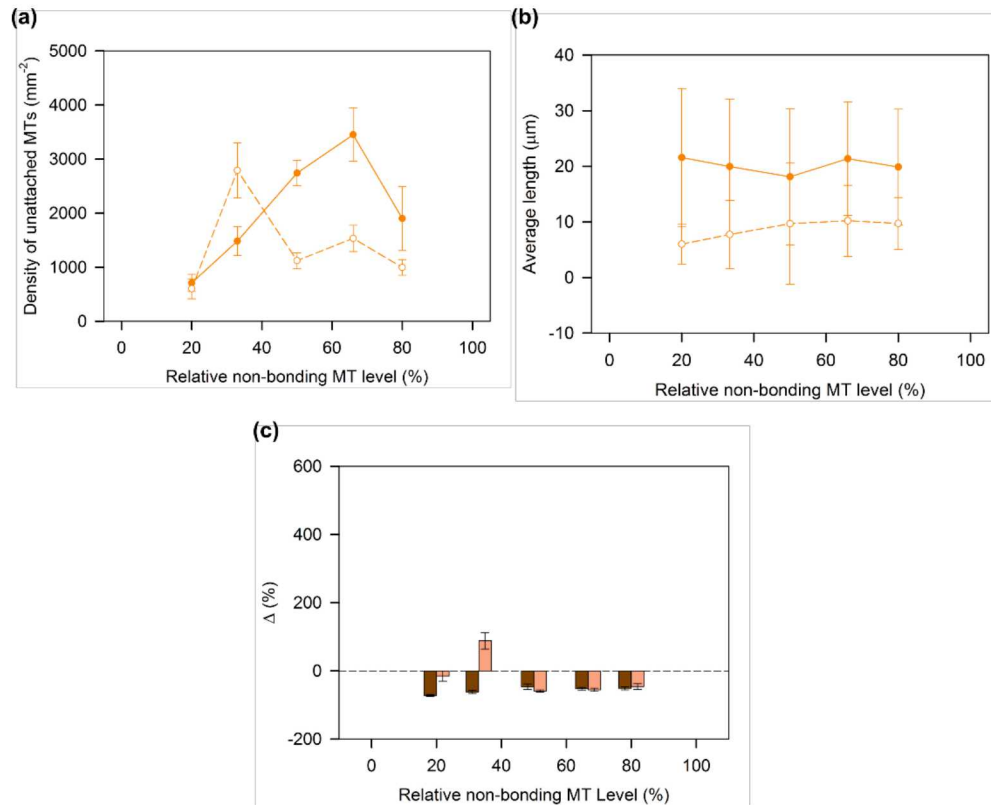 (a)
5000
4000
3000
2000
1000
0
Density of unattached MTs (mm⁻²)
0 20 40 60 80 100
Relative non-bonding MT level (%)
(b)
40
30
20
10
0
-10
Average length (μm)
0 20 40 60 80 100
Relative non-bonding MT level (%)
(c)
600
400
200
0
-200
Δ (%)
0 20 40 60 80 100
Relative non-bonding MT Level (%)